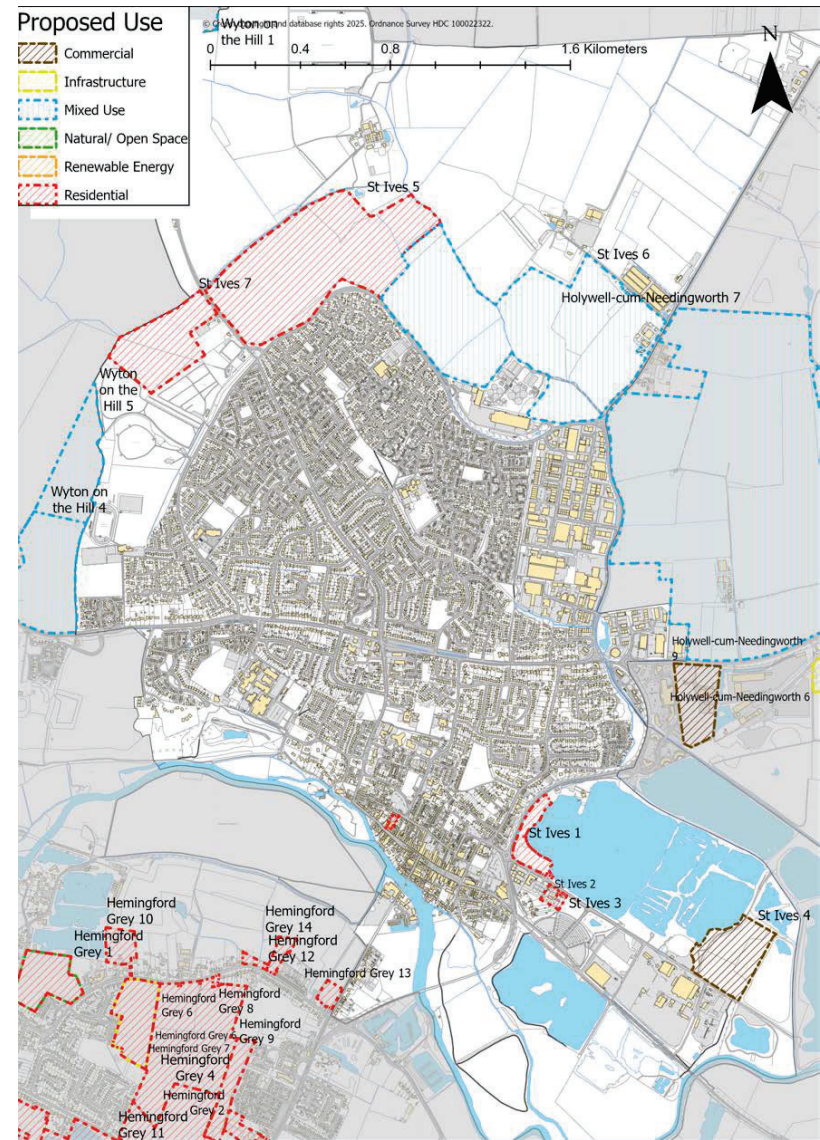 Proposed Use
Commercial
Infrastructure
Mixed Use
Natural/ Open Space
Renewable Energy
Residential
and database rights 2025. Ordnance Survey HDC 100022322.
Wyton on
the Hill 1
0 0.4 0.8 1.6 Kilometers
N
St Ives 5
St Ives 6
St Ives 7
Holywell-cum-Needingworth 7
Wyton
on the
Hill 5
Wyton on
the Hill 4
Holywell-cum-Needingworth
9
Holywell-cum-Needingworth 6
St Ives 1
St Ives 2
St Ives 3
St Ives 4
Hemingford
Grey 10
Hemingford
Grey 1
Hemingford
Grey 14
Hemingford
Grey 12
Hemingford Grey 13
Hemingford
Grey 6
Hemingford
Grey 8
Hemingford
Grey 9
Hemingford Grey 7
Hemingford
Grey 4
Hemingford
Grey 2
Hemingford
Grey 11